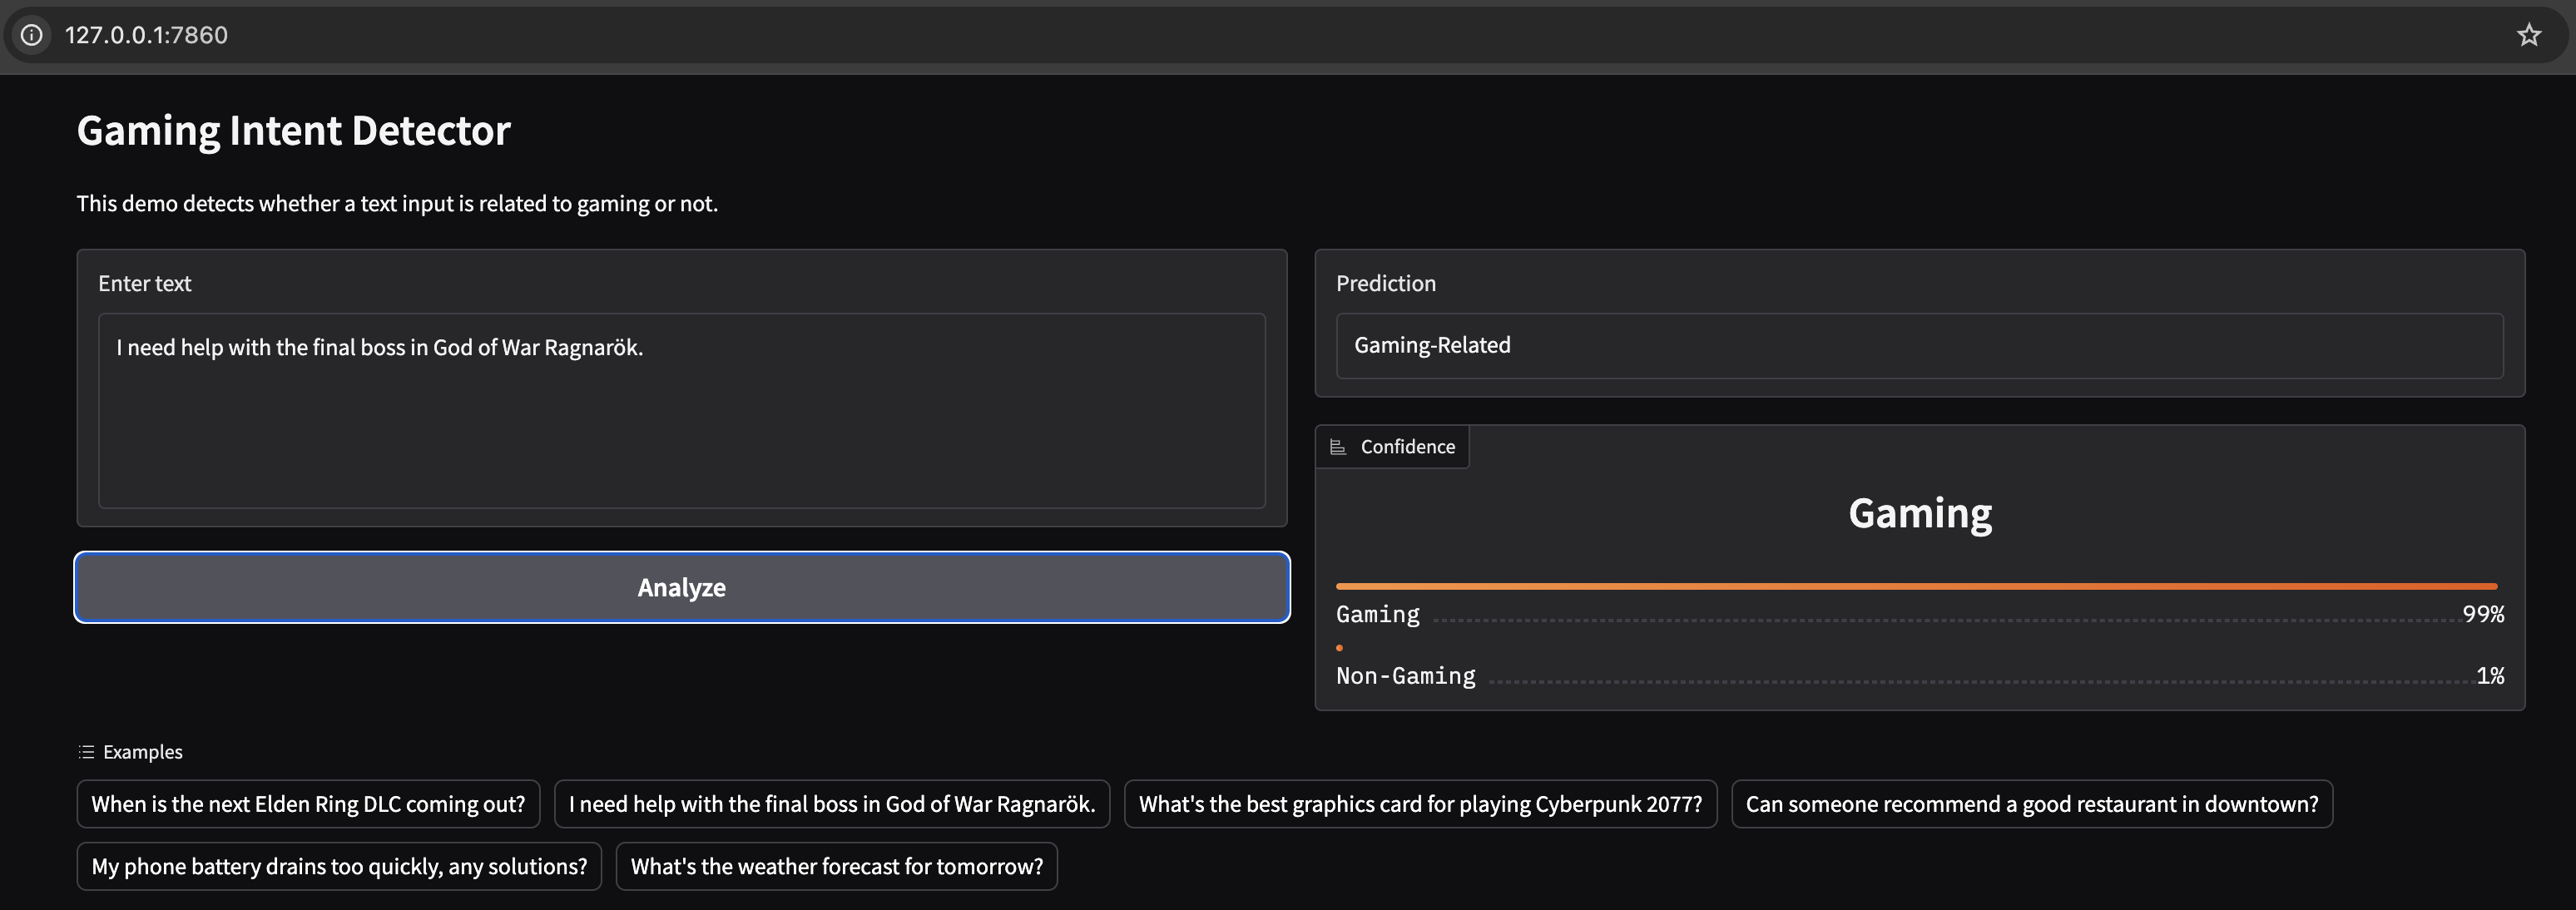 127.0.0.1:7860
Gaming Intent Detector
This demo detects whether a text input is related to gaming or not.
Enter text
I need help with the final boss in God of War Ragnarök.
Analyze
Prediction
Gaming-Related
Confidence
Gaming
Gaming 99%
Non-Gaming 1%
Examples
When is the next Elden Ring DLC coming out? I need help with the final boss in God of War Ragnarök. What's the best graphics card for playing Cyberpunk 2077? Can someone recommend a good restaurant in downtown?
My phone battery drains too quickly, any solutions? What's the weather forecast for tomorrow?